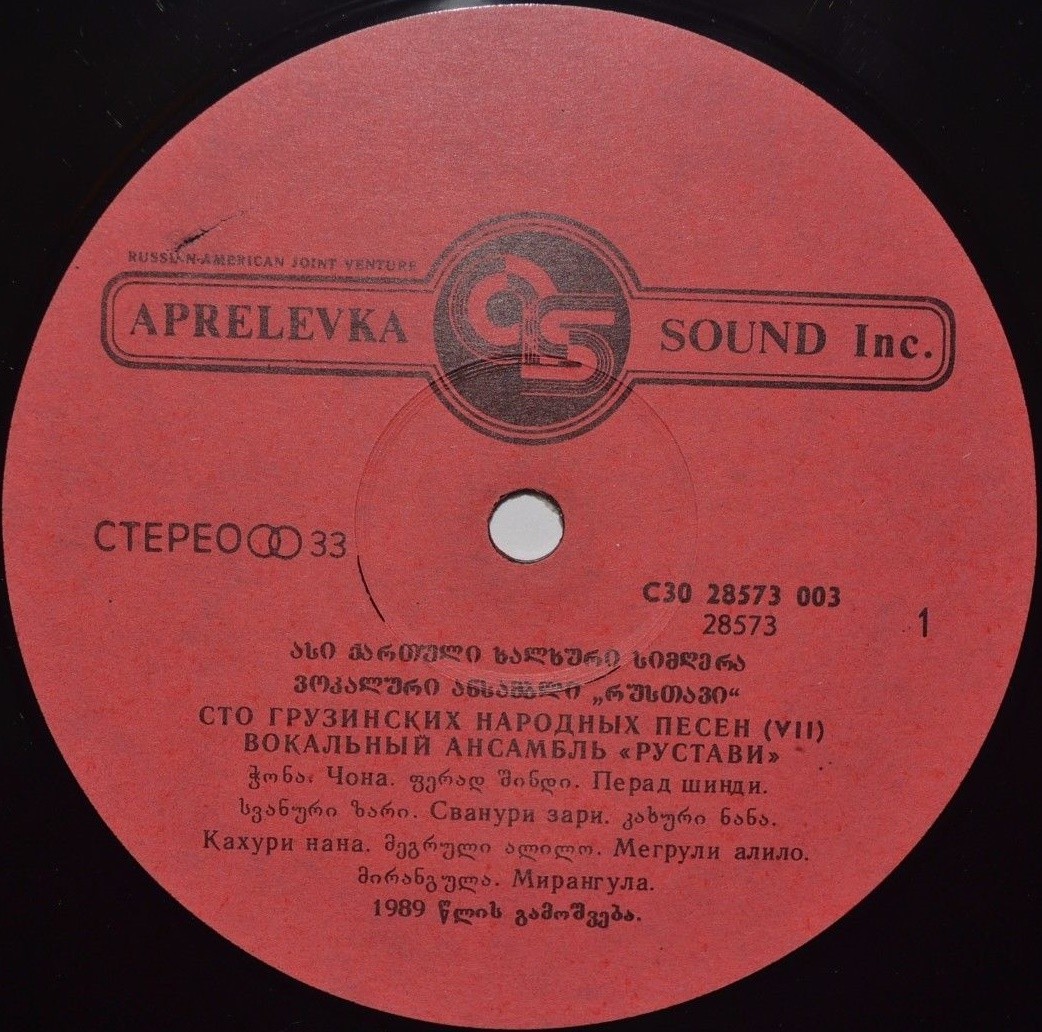 RUSSIAN-AMERICAN JOINT VENTURE
APRELEVKA SOUND Inc.
СТЕРЕО 33
С30 28573 003
28573
1
ასი ქართული ხალხური სიმღერა
ვოკალური ანსამბლი „რუსთავი“
СТО ГРУЗИНСКИХ НАРОДНЫХ ПЕСЕН (VII)
ВОКАЛЬНЫЙ АНСАМБЛЬ «РУСТАВИ»
ჭონა. Чона. ფერად შინდი. Перад шинди.
სვანური ზარი. Сванури зари. კახური ნანა.
Кахури нана. მეგრული ალილო. Мегрули алило.
მირანგულა. Мирангула.
1989 წლის გამოშვება.